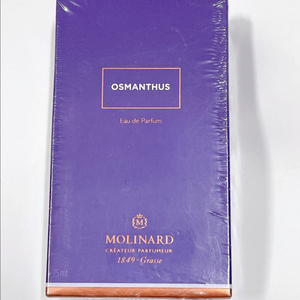 OSMANTHUS
Eau de Parfum
M
MOLINARD
CRÉATEUR PARFUMEUR
1849-Grasse